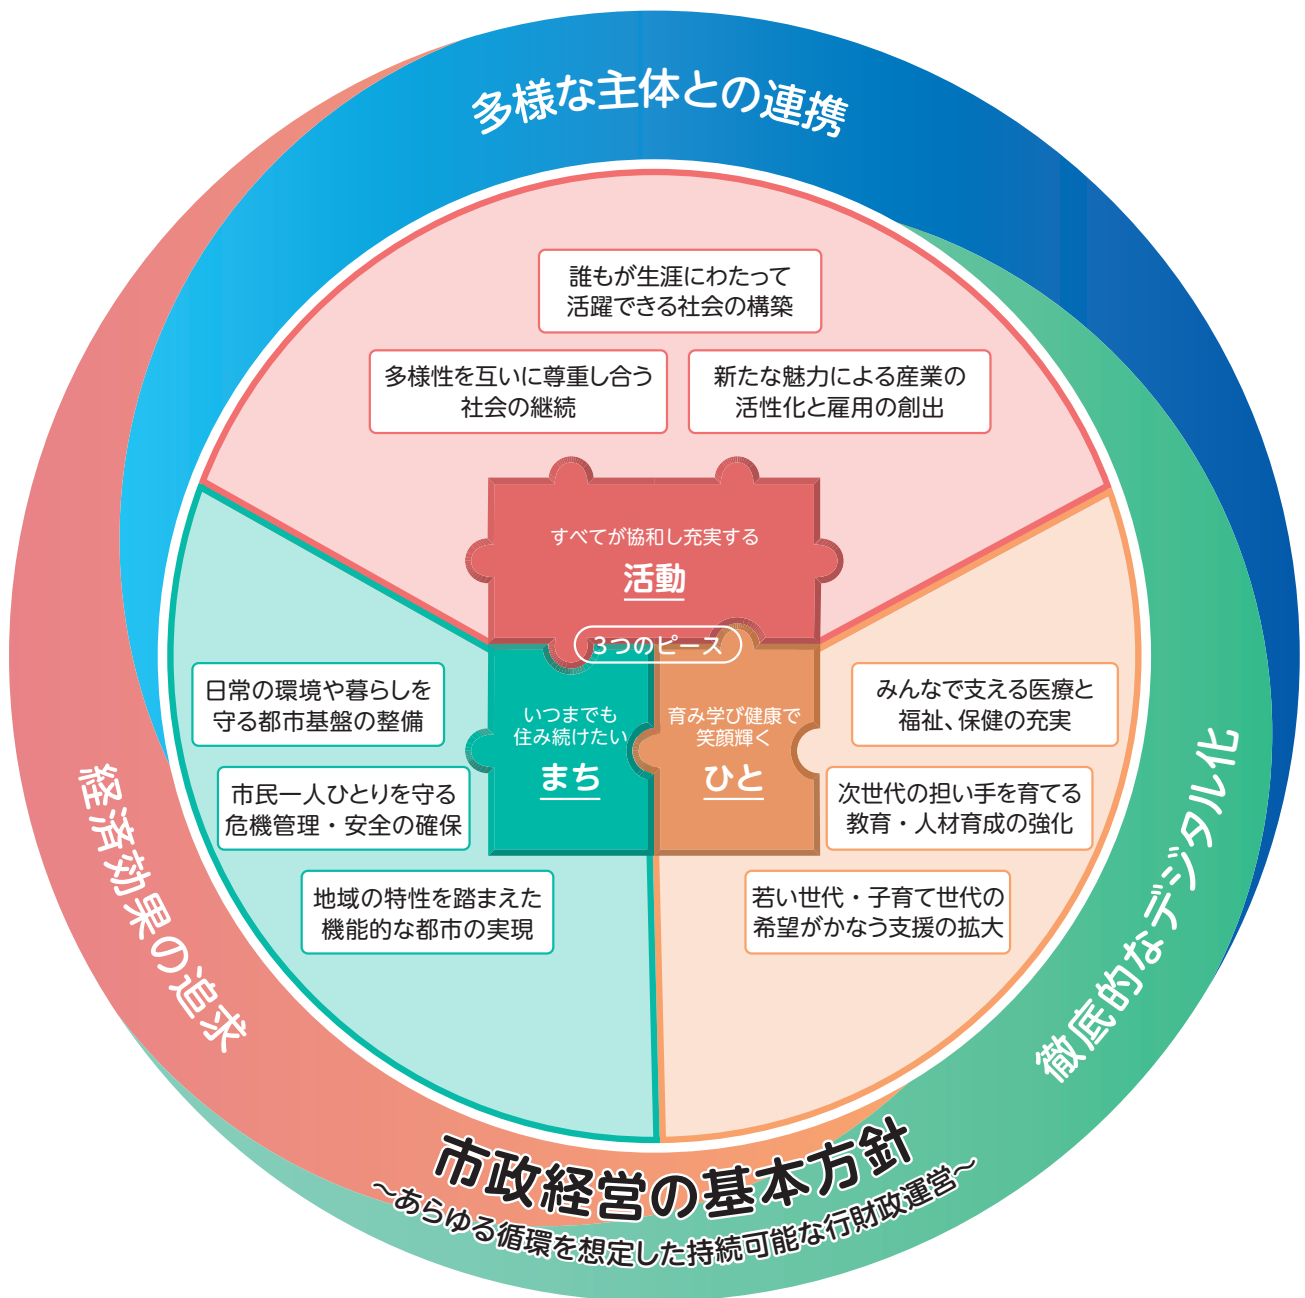 多様な主体との連携
誰もが生涯にわたって
活躍できる社会の構築
多様性を互いに尊重し合う
社会の継続
新たな魅力による産業の
活性化と雇用の創出
すべてが協和し充実する
活動
3つのピース
いつまでも
住み続けたい
まち
育み学び健康で
笑顔輝く
ひと
日常の環境や暮らしを
守る都市基盤の整備
市民一人ひとりを守る
危機管理・安全の確保
地域の特性を踏まえた
機能的な都市の実現
みんなで支える医療と
福祉、保健の充実
次世代の担い手を育てる
教育・人材育成の強化
若い世代・子育て世代の
希望がかなう支援の拡大
経済効果の追求
徹底的なデジタル化
市政経営の基本方針
～あらゆる循環を想定した持続可能な行財政運営～